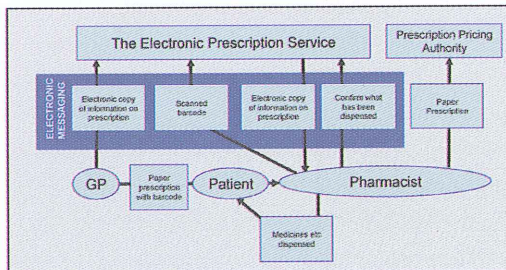 The Electronic Prescription Service
Prescription Pricing
Authority
ELECTRONIC
MESSAGING
Electronic copy
of information on
prescription
Scanned
barcode
Electronic copy
of information on
prescription
Confirm what
has been
dispensed
Paper
Prescription
GP
Paper
prescription
with barcode
Patient
Pharmacist
Medicines etc
dispensed